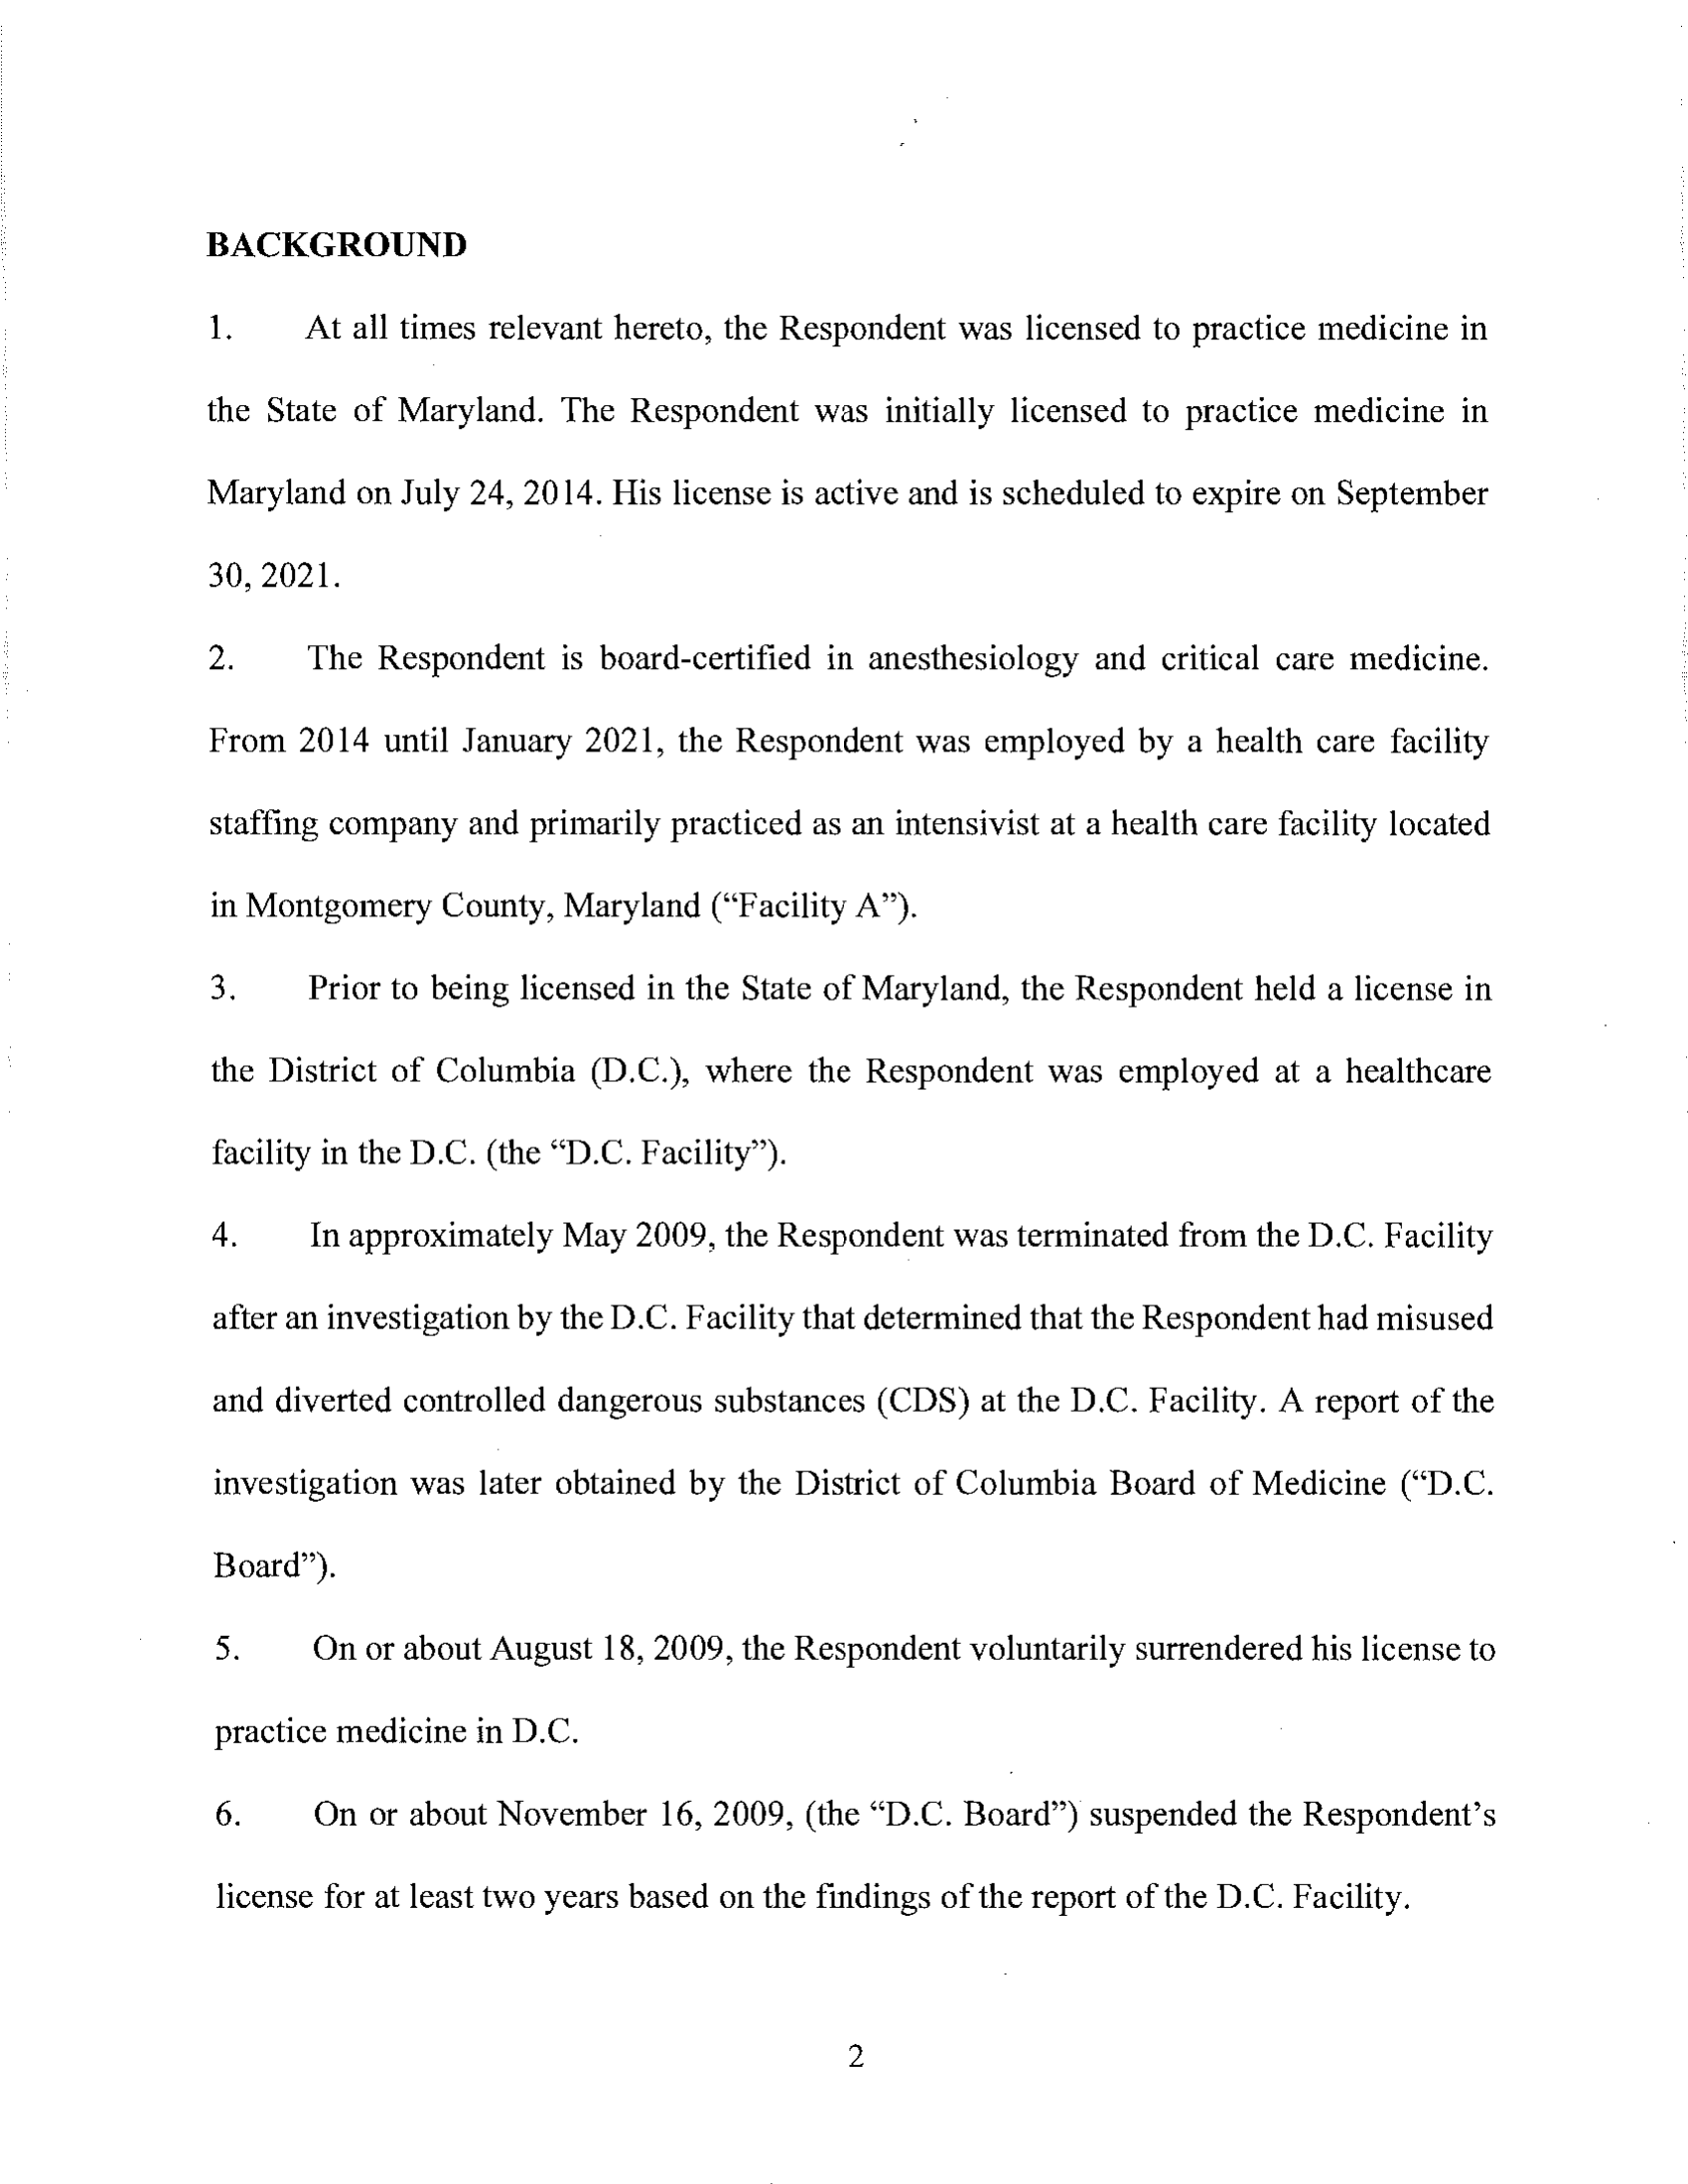 BACKGROUND
1. At all times relevant hereto, the Respondent was licensed to practice medicine in
the State of Maryland. The Respondent was initially licensed to practice medicine in
Maryland on July 24, 2014. His license is active and is scheduled to expire on September
30, 2021.
2. The Respondent is board-certified in anesthesiology and critical care medicine.
From 2014 until January 2021, the Respondent was employed by a health care facility
staffing company and primarily practiced as an intensivist at a health care facility located
in Montgomery County, Maryland (“Facility A”).
3. Prior to being licensed in the State of Maryland, the Respondent held a license in
the District of Columbia (D.C.), where the Respondent was employed at a healthcare
facility in the D.C. (the “D.C. Facility”).
4. In approximately May 2009, the Respondent was terminated from the D.C. Facility
after an investigation by the D.C. Facility that determined that the Respondent had misused
and diverted controlled dangerous substances (CDS) at the D.C. Facility. A report of the
investigation was later obtained by the District of Columbia Board of Medicine (“D.C.
Board”).
5. On or about August 18, 2009, the Respondent voluntarily surrendered his license to
practice medicine in D.C.
6. On or about November 16, 2009, (the “D.C. Board”) suspended the Respondent’s
license for at least two years based on the findings of the report of the D.C. Facility.
2